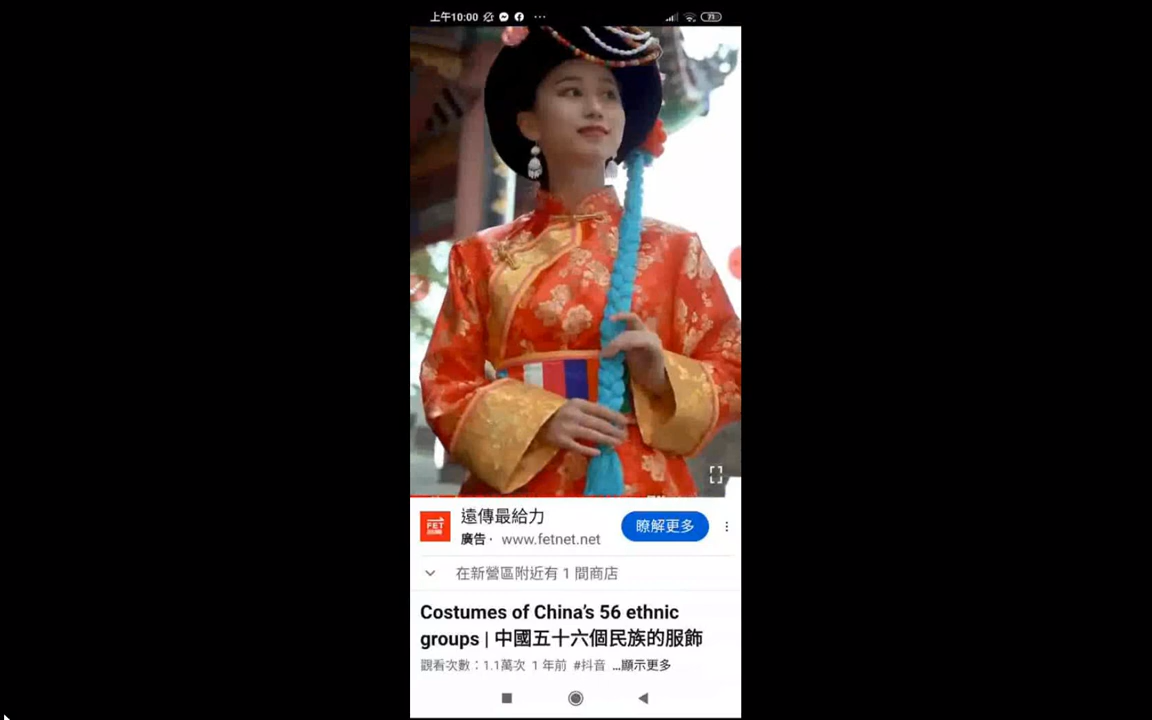 上午10:00
71
FET
遠傳最給力
廣告 · www.fetnet.net
瞭解更多
在新營區附近有 1 間商店
Costumes of China’s 56 ethnic
groups | 中國五十六個民族的服飾
觀看次數：1.1萬次 1 年前 #抖音 ...顯示更多